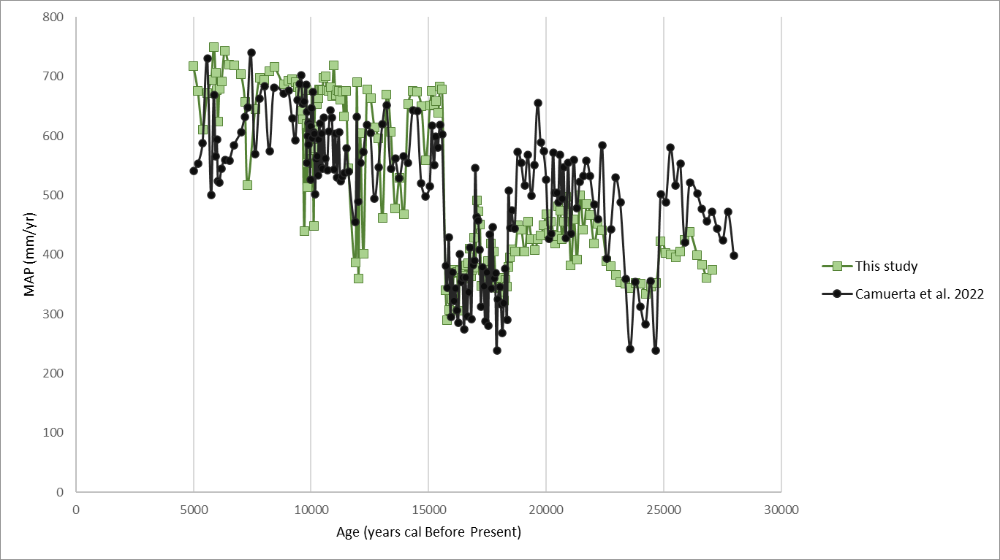 800
700
600
500
400
300
200
100
0
MAP (mm/yr)
0 5000 10000 15000 20000 25000 30000
Age (years cal Before Present)
This study
Camuerta et al. 2022